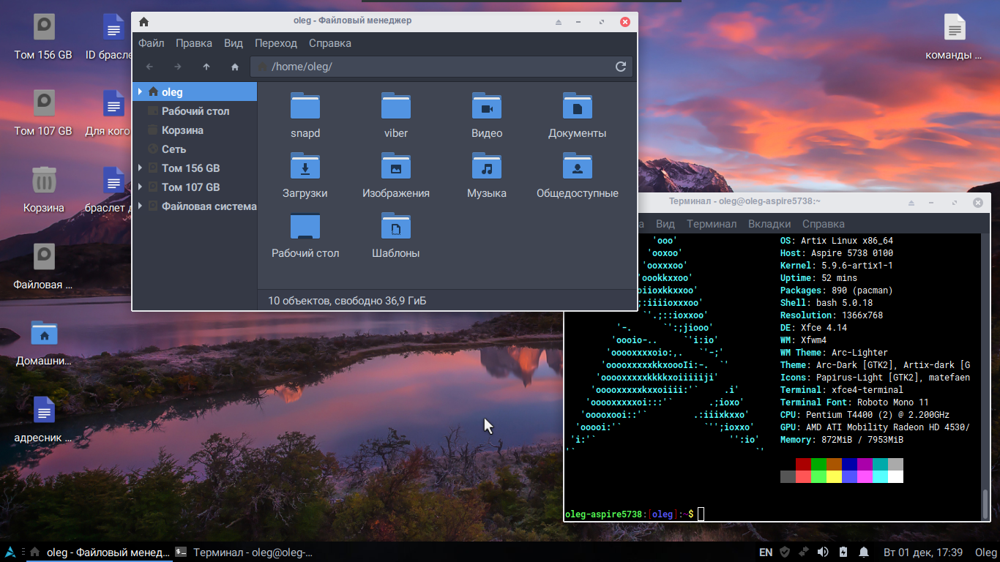 Том 156 GB
ID брасле
Том 107 GB
Для кого
Корзина
браслет д
Файловая ...
Домашни...
адресник ...
команды ...
oleg - Файловый менеджер
Файл Правка Вид Переход Справка
/home/oleg/
oleg
Рабочий стол
Корзина
Сеть
Том 156 GB
Том 107 GB
Файловая система
snapd viber Видео Документы
Загрузки Изображения Музыка Общедоступные
Рабочий стол Шаблоны
10 объектов, свободно 36,9 ГиБ
Терминал - oleg@oleg-aspire5738:~
а Вид Терминал Вкладки Справка
'ooo' OS: Artix Linux x86_64
'ooxoo' Host: Aspire 5738 0100
'ooxxxoo' Kernel: 5.9.6-artix1-1
'oookkxxoo' Uptime: 52 mins
oiioxkkxxoo' Packages: 890 (pacman)
;:iiiioxxxoo' Shell: bash 5.0.18
`'.;::ioxxoo' Resolution: 1366x768
'-. `':;jiooo' DE: Xfce 4.14
'oooio-.. `'i:io' WM: Xfwm4
'ooooxxxxoio:,. `'-;' WM Theme: Arc-Lighter
'ooooxxxxxkkxoooIi:-. `' Theme: Arc-Dark [GTK2], Artix-dark [G
'ooooxxxxxkkkkxoiiiiiji' Icons: Papirus-Light [GTK2], matefaen
'ooooxxxxxkxxoiiii:'` .i' Terminal: xfce4-terminal
'ooooxxxxxoi:::'` .;ioxo' Terminal Font: Roboto Mono 11
'ooooxooi::'` .:iiixkxxo' CPU: Pentium T4400 (2) @ 2.200GHz
'ooooi:'` `'';ioxxo' GPU: AMD ATI Mobility Radeon HD 4530/
'i:'` '':io' Memory: 872MiB / 7953MiB
'` `'
oleg-aspire5738:[oleg]:~$
oleg - Файловый менед... Терминал - oleg@oleg-... EN Вт 01 дек, 17:39 Oleg